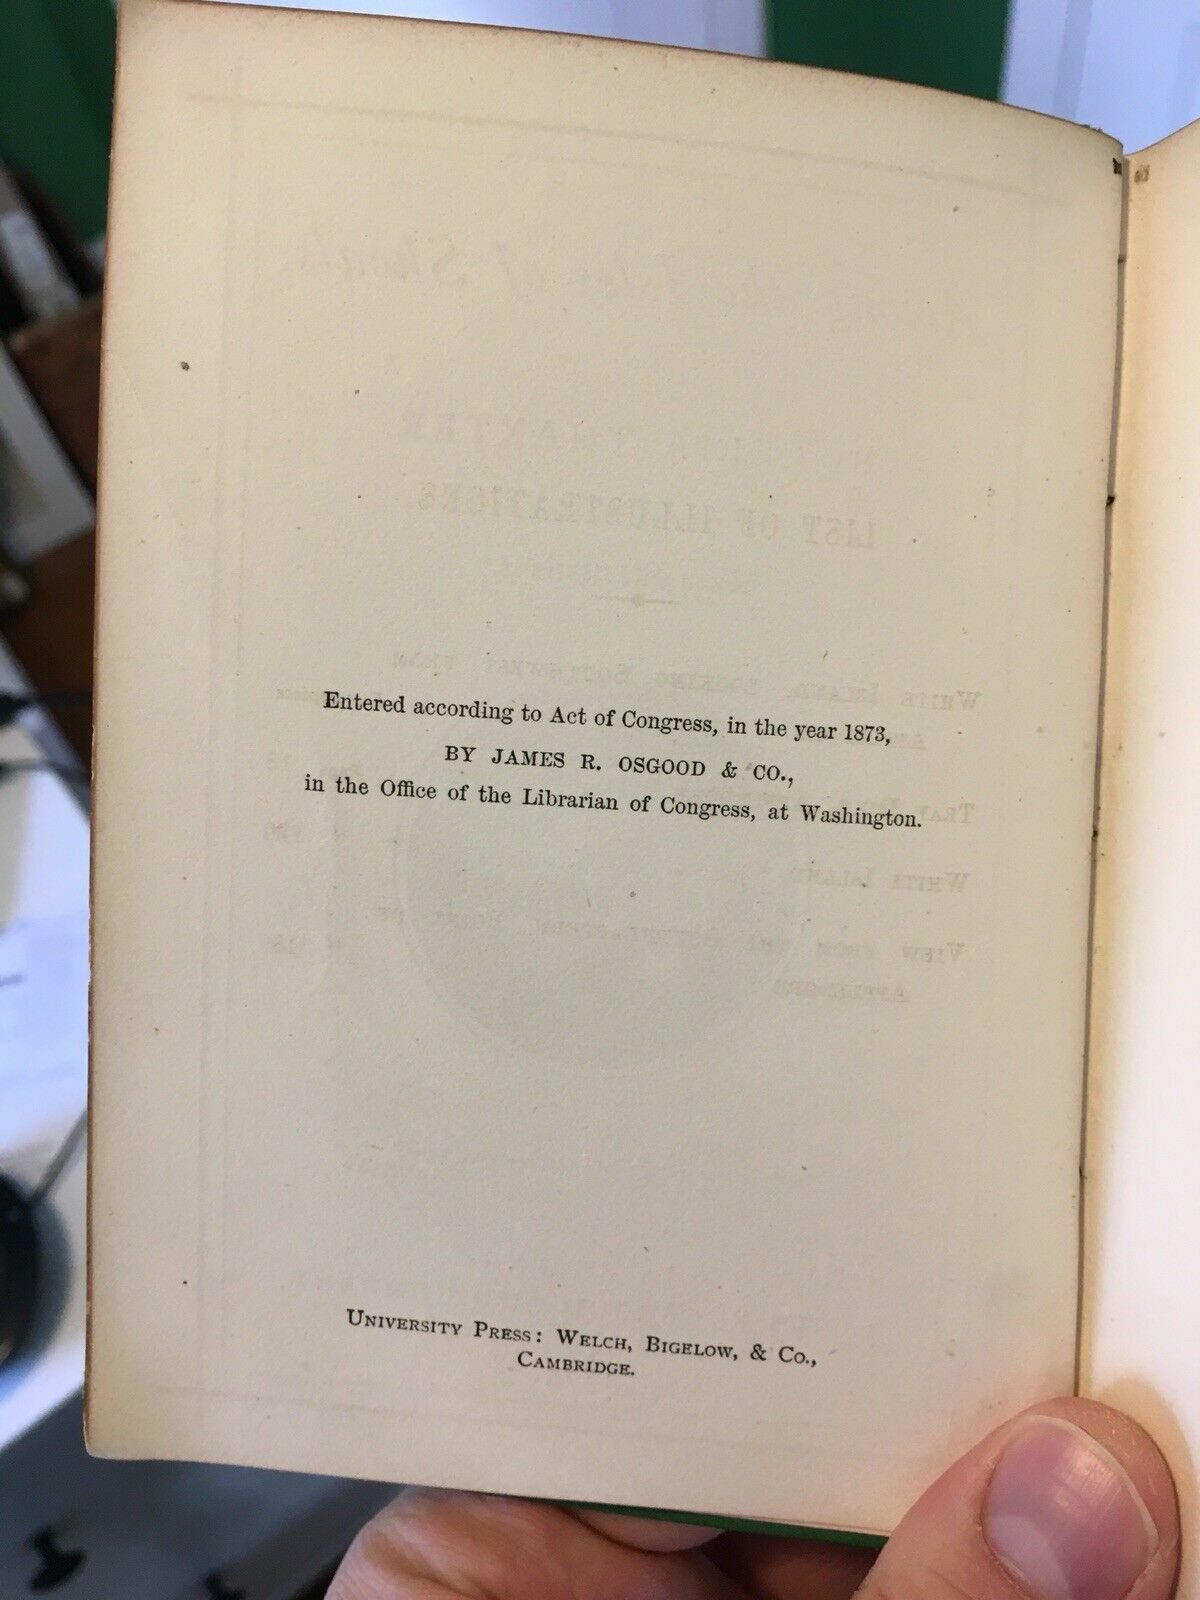 Entered according to Act of Congress, in the year 1873,
BY JAMES R. OSGOOD & CO.,
in the Office of the Librarian of Congress, at Washington.
UNIVERSITY PRESS: WELCH, BIGELOW, & CO.,
CAMBRIDGE.